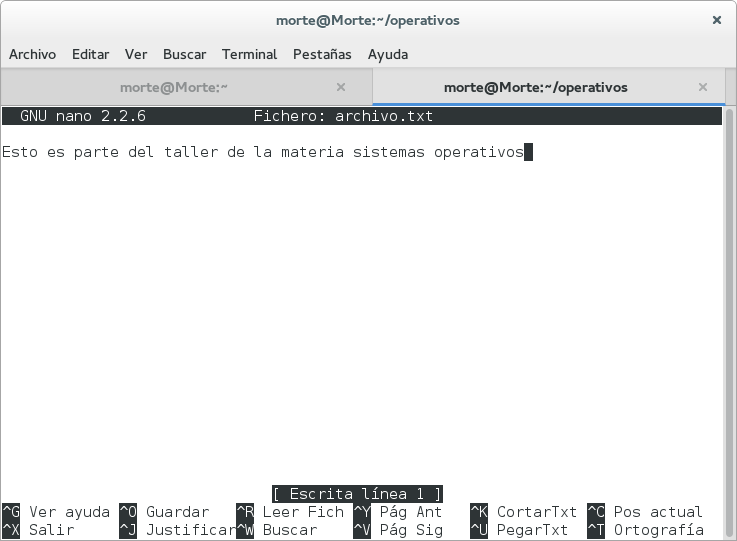 morte@Morte:~/operativos ×
Archivo Editar Ver Buscar Terminal Pestañas Ayuda
morte@Morte:~ × morte@Morte:~/operativos ×
GNU nano 2.2.6 Fichero: archivo.txt
Esto es parte del taller de la materia sistemas operativos
[ Escrita línea 1 ]
^G Ver ayuda ^O Guardar ^R Leer Fich ^Y Pág Ant ^K CortarTxt ^C Pos actual
^X Salir ^J Justificar ^W Buscar ^V Pág Sig ^U PegarTxt ^T Ortografía